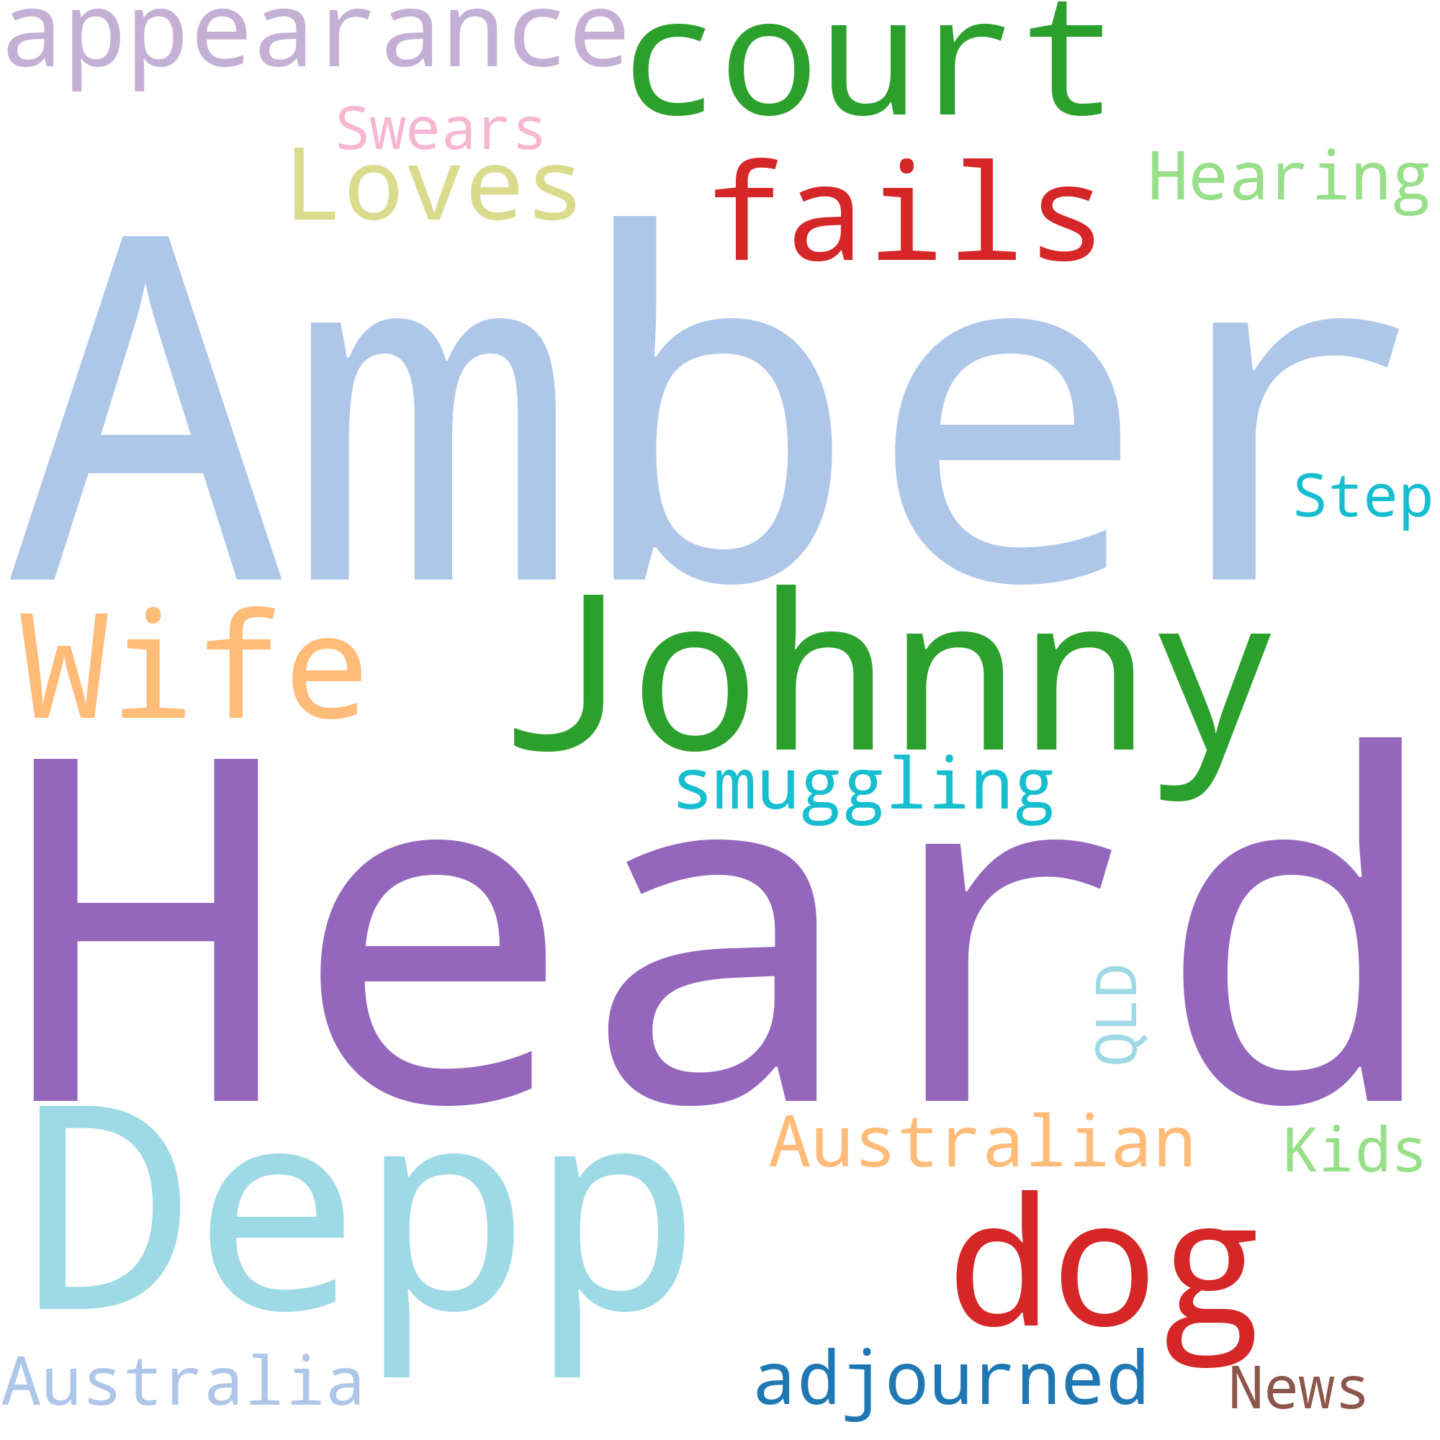 appearance
court
Swears
Loves
fails
Hearing
Amber
Step
Wife
Johnny
smuggling
Heard
QLD
Depp
Australian
Kids
dog
Australia
adjourned
News